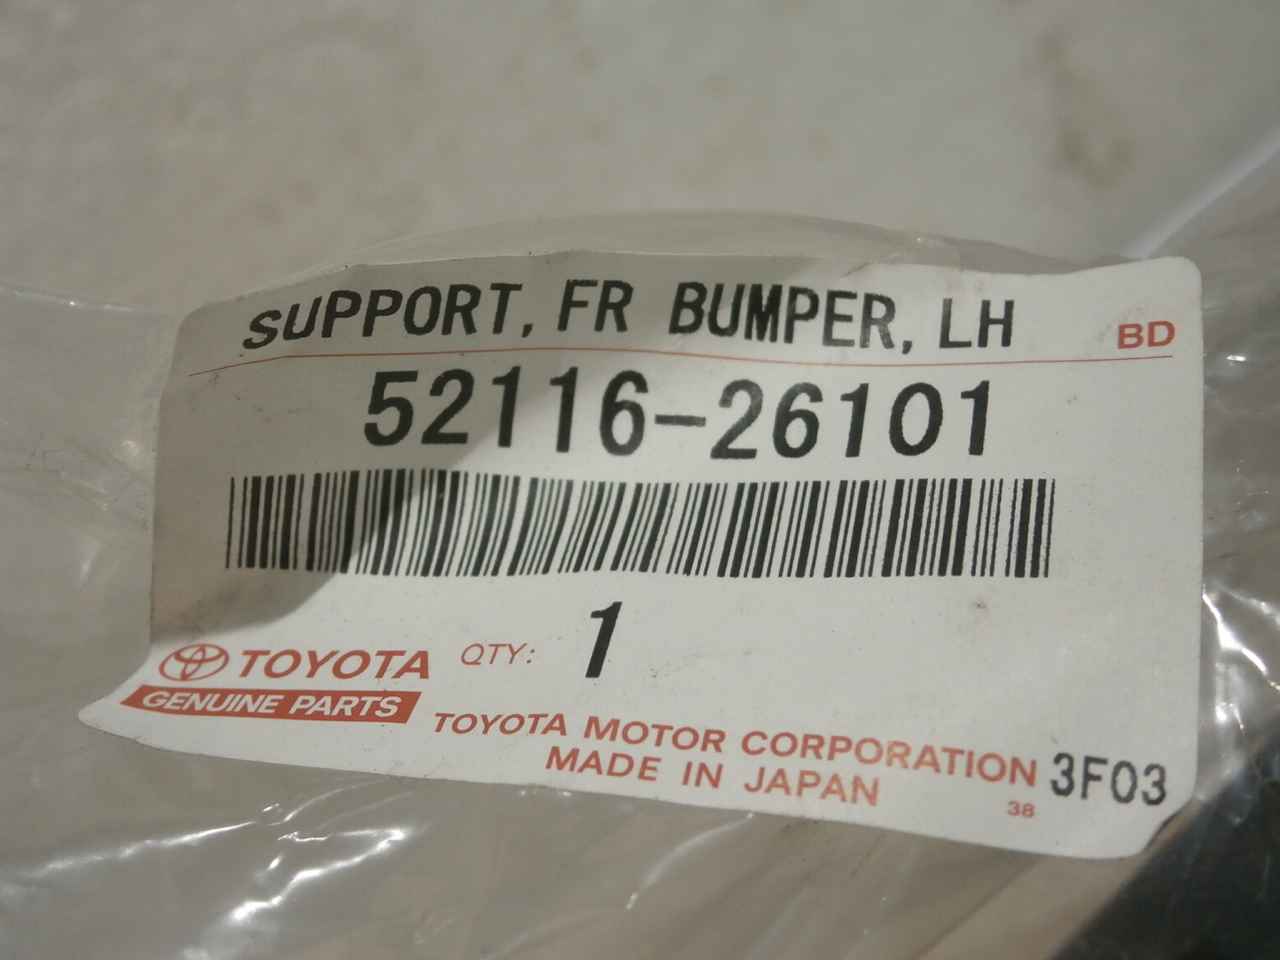 SUPPORT, FR BUMPER, LH
BD
52116-26101
1
TOYOTA QTY:
GENUINE PARTS
TOYOTA MOTOR CORPORATION 3F03
MADE IN JAPAN
38